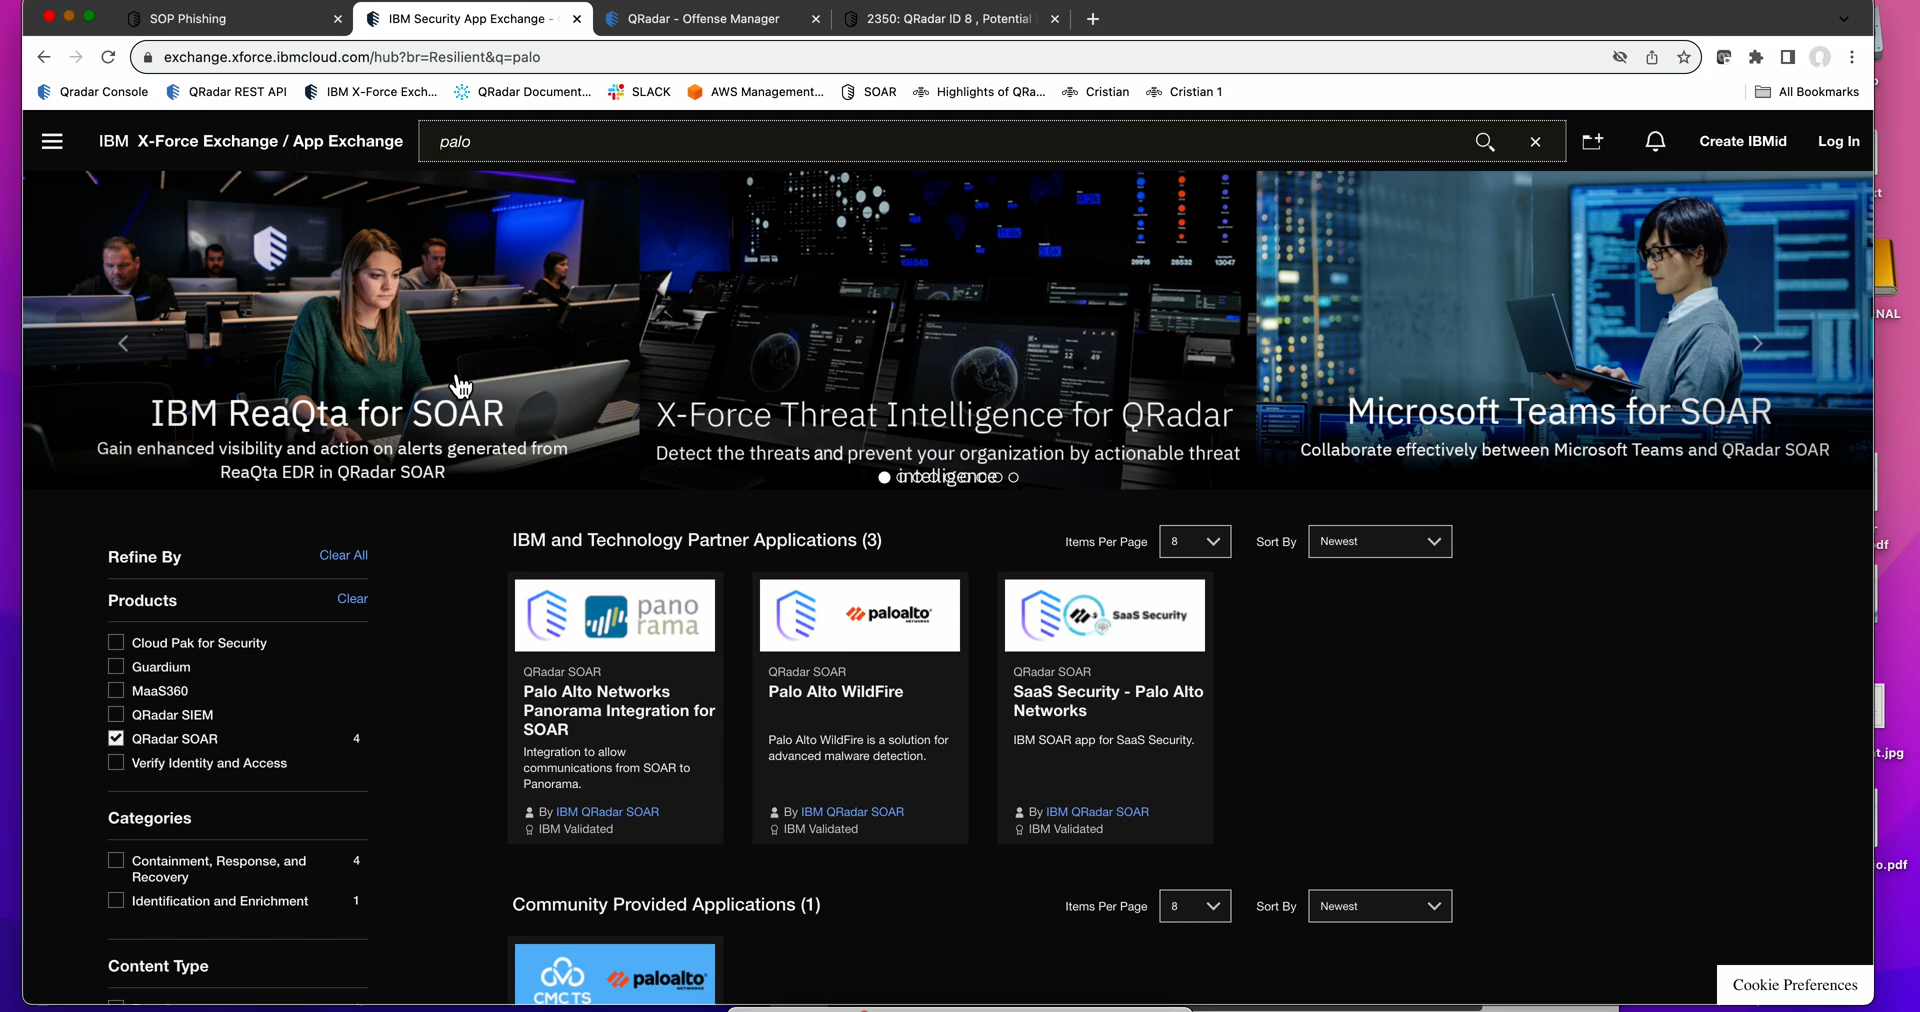 SOP Phishing
IBM Security App Exchange -
QRadar - Offense Manager
2350: QRadar ID 8 , Potential
exchange.xforce.ibmcloud.com/hub?br=Resilient&q=palo
Qradar Console
QRadar REST API
IBM X-Force Exch...
QRadar Document...
SLACK
AWS Management...
SOAR
Highlights of QRa...
Cristian
Cristian 1
All Bookmarks
IBM X-Force Exchange / App Exchange
palo
Create IBMid
Log In
IBM ReaQta for SOAR
Gain enhanced visibility and action on alerts generated from
ReaQta EDR in QRadar SOAR
26916 26532 13047
X-Force Threat Intelligence for QRadar
Detect the threats and prevent your organization by actionable threat
intelligence
Microsoft Teams for SOAR
Collaborate effectively between Microsoft Teams and QRadar SOAR
NAL
Refine By
Clear All
Products
Clear
Cloud Pak for Security
Guardium
MaaS360
QRadar SIEM
QRadar SOAR 4
Verify Identity and Access
Categories
Containment, Response, and
Recovery
4
Identification and Enrichment 1
Content Type
IBM and Technology Partner Applications (3)
Items Per Page 8
Sort By Newest
pano
rama
QRadar SOAR
Palo Alto Networks
Panorama Integration for
SOAR
Integration to allow
communications from SOAR to
Panorama.
By IBM QRadar SOAR
IBM Validated
paloalto
NETWORKS
QRadar SOAR
Palo Alto WildFire
Palo Alto WildFire is a solution for
advanced malware detection.
By IBM QRadar SOAR
IBM Validated
SaaS Security
QRadar SOAR
SaaS Security - Palo Alto
Networks
IBM SOAR app for SaaS Security.
By IBM QRadar SOAR
IBM Validated
Community Provided Applications (1)
Items Per Page 8
Sort By Newest
CMC TS
paloalto
NETWORKS
Cookie Preferences
df
t.jpg
o.pdf